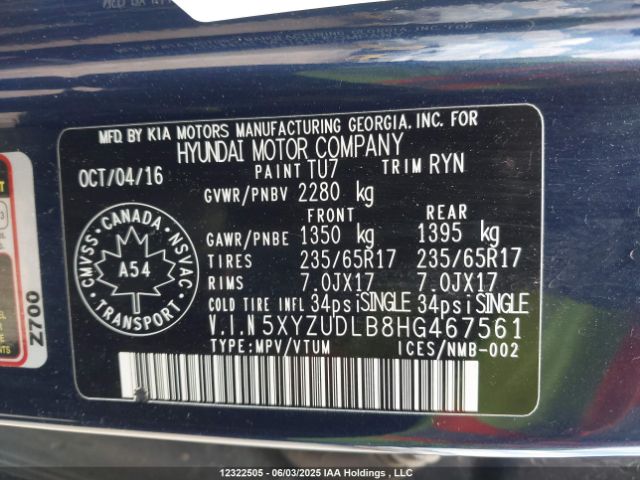 MFD BY KIA MOTORS MANUFACTURING GEORGIA, INC. FOR
HYUNDAI MOTOR COMPANY
OCT/04/16 PAINT TU7 TRIM RYN
GVWR/PNBV 2280 kg
FRONT REAR
GAWR/PNBE 1350 kg 1395 kg
TIRES 235/65R17 235/65R17
RIMS 7.0JX17 7.0JX17
COLD TIRE INFL 34psi SINGLE 34psi SINGLE
V.I.N 5XYZUDLB8HG467561
TYPE:MPV/VTUM ICES/NMB-002
CANADA
CMVSS NSVAC
A54
TRANSPORT
Z700
12322505 - 06/03/2025 IAA Holdings , LLC